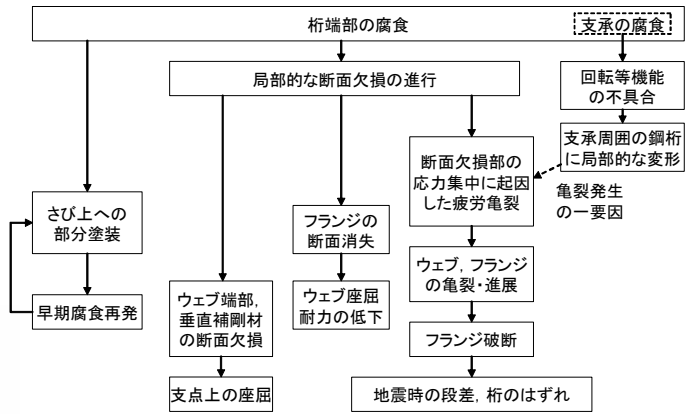 桁端部の腐食
支承の腐食
局部的な断面欠損の進行
回転等機能
の不具合
支承周囲の鋼桁
に局部的な変形
断面欠損部の
応力集中に起因
した疲労亀裂
亀裂発生
の一要因
さび上への
部分塗装
フランジの
断面消失
ウェブ，フランジ
の亀裂・進展
早期腐食再発
ウェブ端部，
垂直補剛材
の断面欠損
ウェブ座屈
耐力の低下
フランジ破断
支点上の座屈
地震時の段差，桁のはずれ